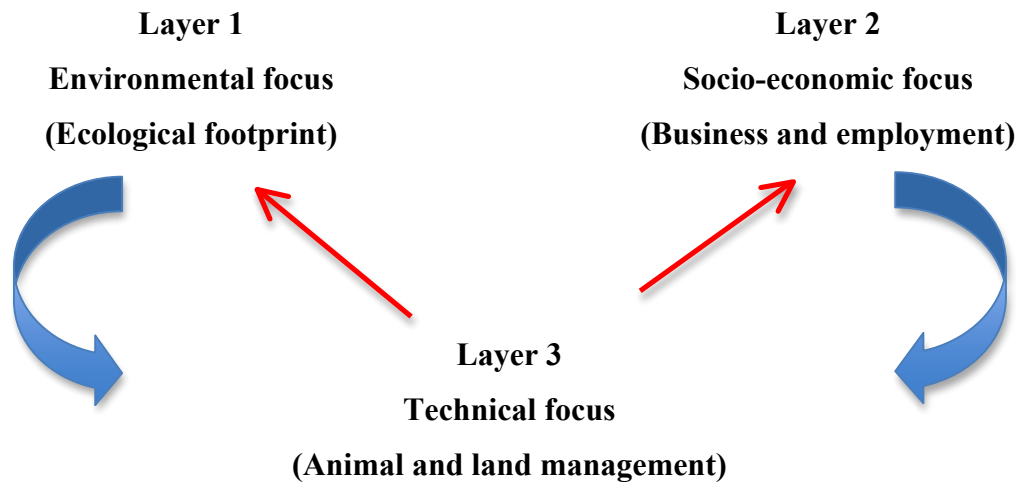 Layer 1
Environmental focus
(Ecological footprint)
Layer 2
Socio-economic focus
(Business and employment)
Layer 3
Technical focus
(Animal and land management)